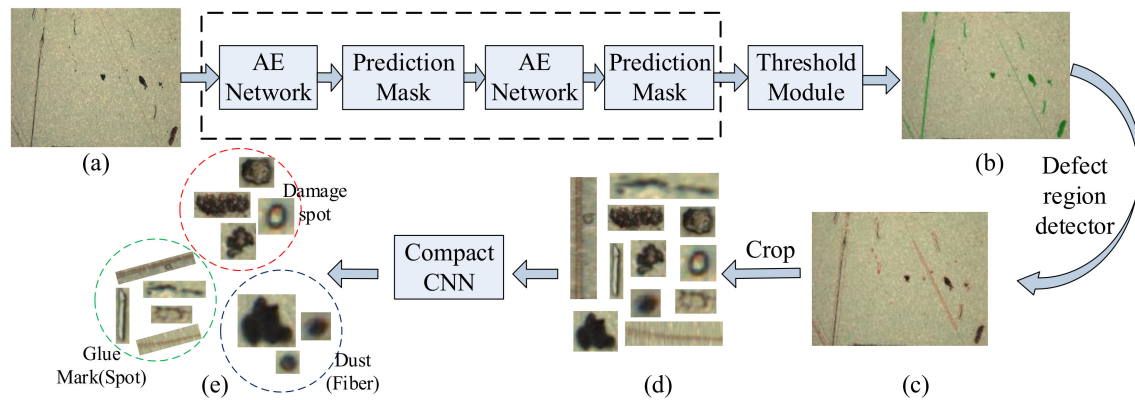 AE
Network
Prediction
Mask
AE
Network
Prediction
Mask
Threshold
Module
(a)
(b)
Defect
region
detector
Damage
spot
Compact
CNN
Crop
Glue
Mark(Spot)
(e)
Dust
(Fiber)
(d)
(c)